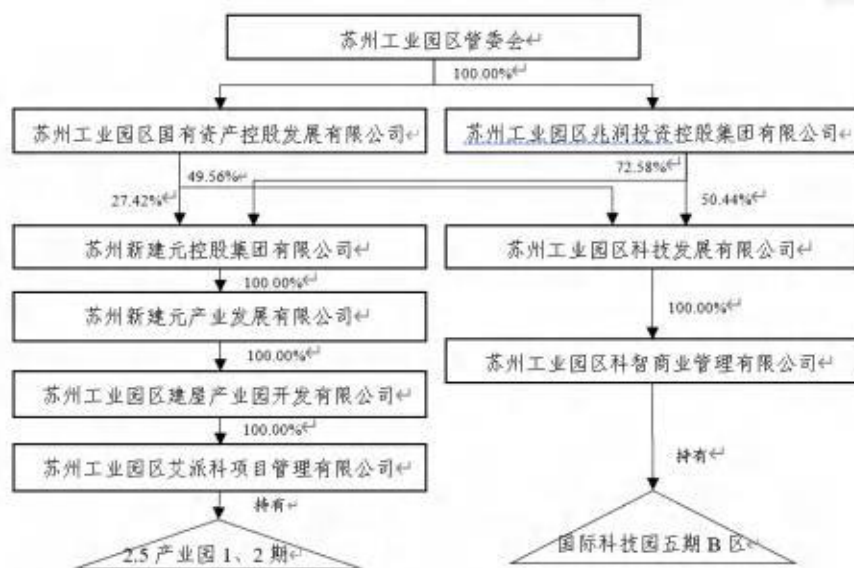 苏州工业园区管委会↵
100.00%↵
苏州工业园区国有资产控股发展有限公司↵
苏州工业园区兆润投资控股集团有限公司↵
49.56%↵
72.58%↵
27.42%↵
50.44%↵
苏州新建元控股集团有限公司↵
苏州工业园区科技发展有限公司↵
100.00%↵
苏州新建元产业发展有限公司↵
100.00%↵
100.00%↵
苏州工业园区科智商业管理有限公司↵
苏州工业园区建屋产业园开发有限公司↵
100.00%↵
苏州工业园区艾派科项目管理有限公司↵
持有↵
持有↵
2.5 产业园 1、2 期↵
国际科技园五期 B 区↵